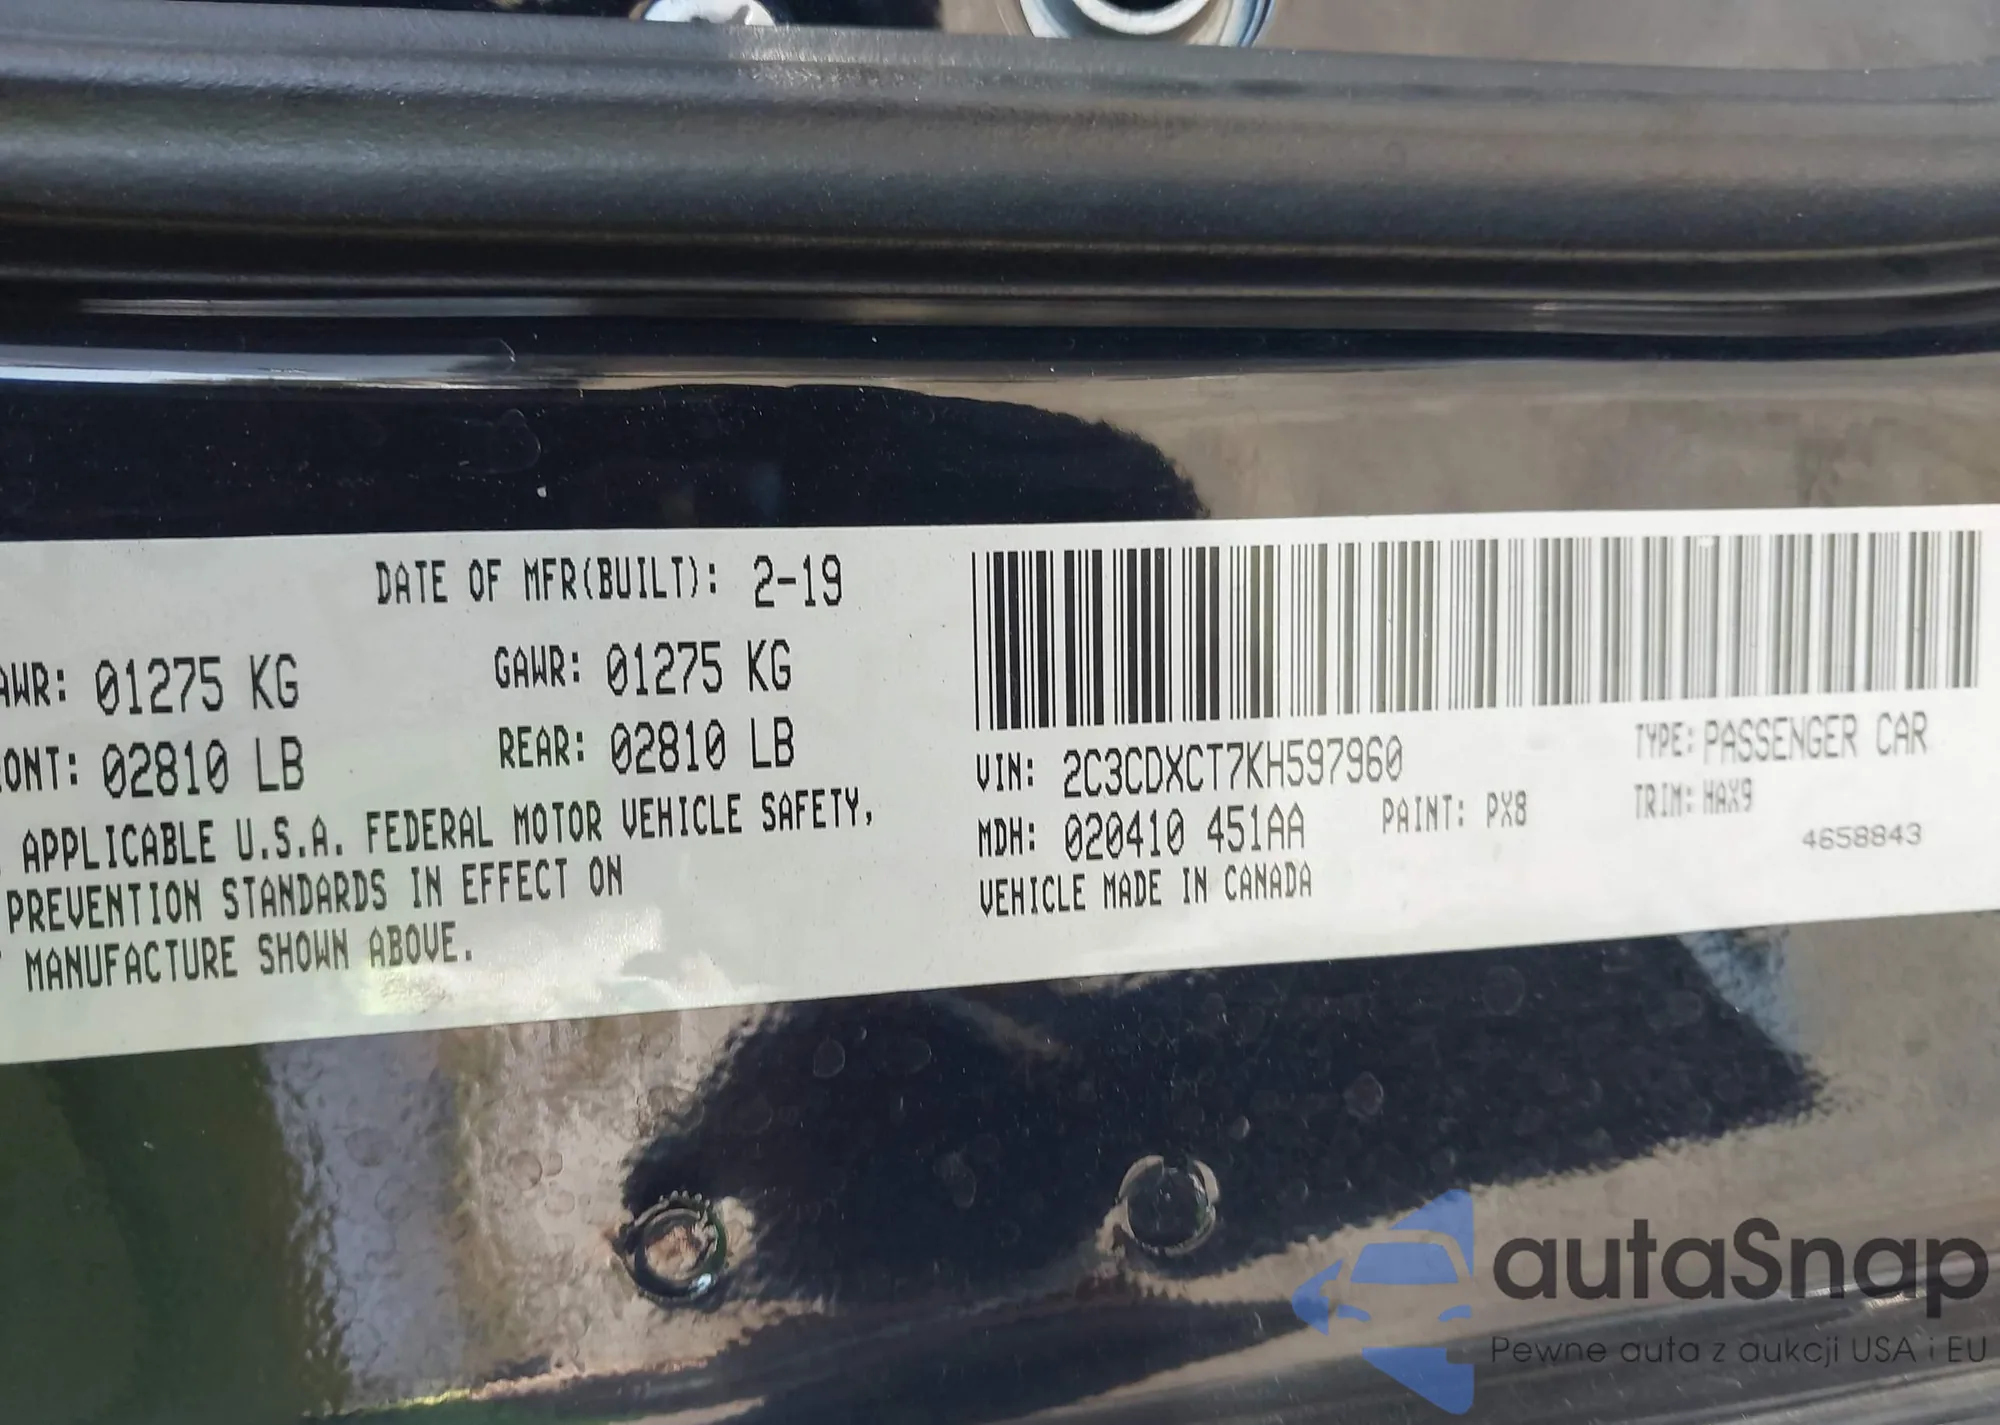 DATE OF MFR(BUILT): 2-19
AWR: 01275 KG GAWR: 01275 KG
ONT: 02810 LB REAR: 02810 LB
APPLICABLE U.S.A. FEDERAL MOTOR VEHICLE SAFETY,
PREVENTION STANDARDS IN EFFECT ON
MANUFACTURE SHOWN ABOVE.
VIN: 2C3CDXCT7KH597960 TYPE: PASSENGER CAR
MDH: 020410 451AA PAINT: PX8 TRIM: HAX9
VEHICLE MADE IN CANADA 4658843
autaSnap
Pewne auta z aukcji USA i EU